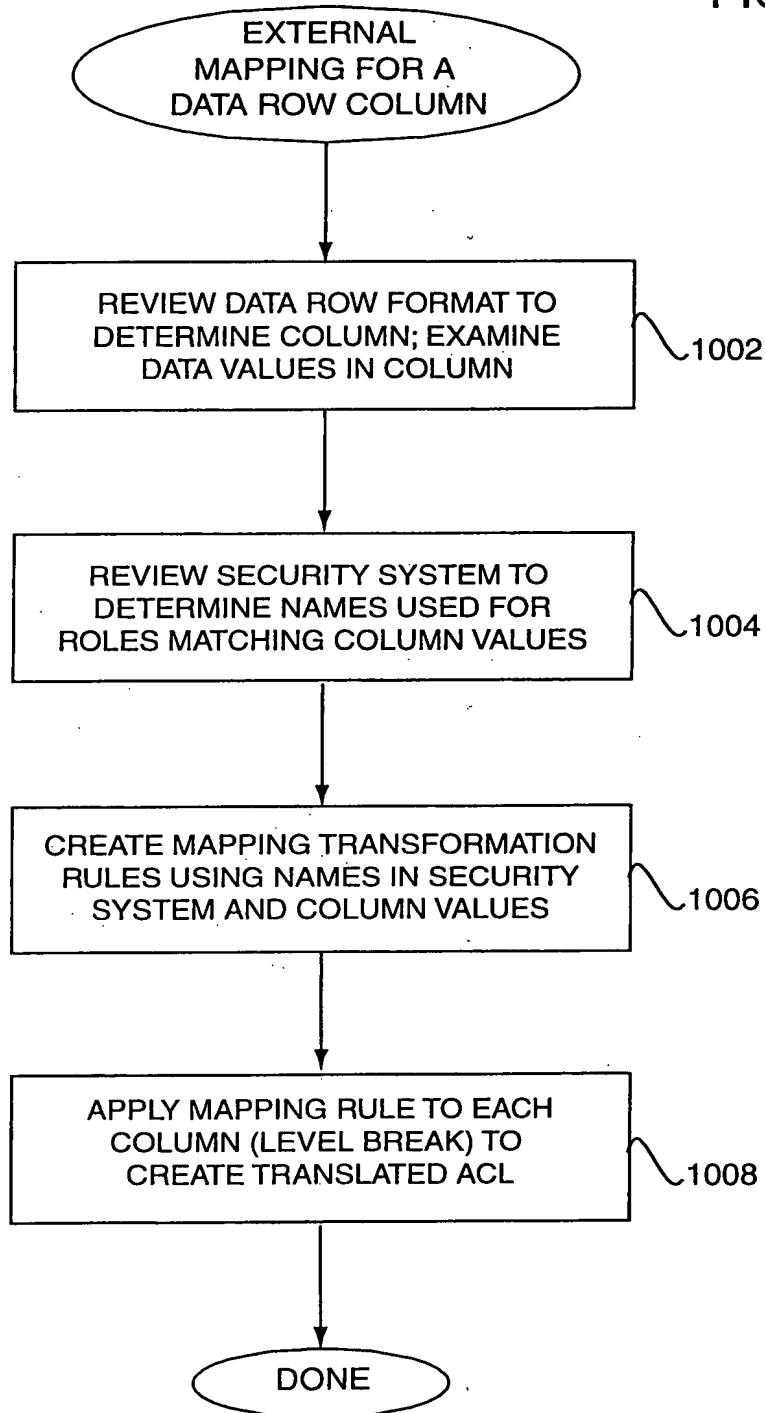 EXTERNAL
MAPPING FOR A
DATA ROW COLUMN
REVIEW DATA ROW FORMAT TO
DETERMINE COLUMN; EXAMINE
DATA VALUES IN COLUMN
1002
REVIEW SECURITY SYSTEM TO
DETERMINE NAMES USED FOR
ROLES MATCHING COLUMN VALUES
1004
CREATE MAPPING TRANSFORMATION
RULES USING NAMES IN SECURITY
SYSTEM AND COLUMN VALUES
1006
APPLY MAPPING RULE TO EACH
COLUMN (LEVEL BREAK) TO
CREATE TRANSLATED ACL
1008
DONE